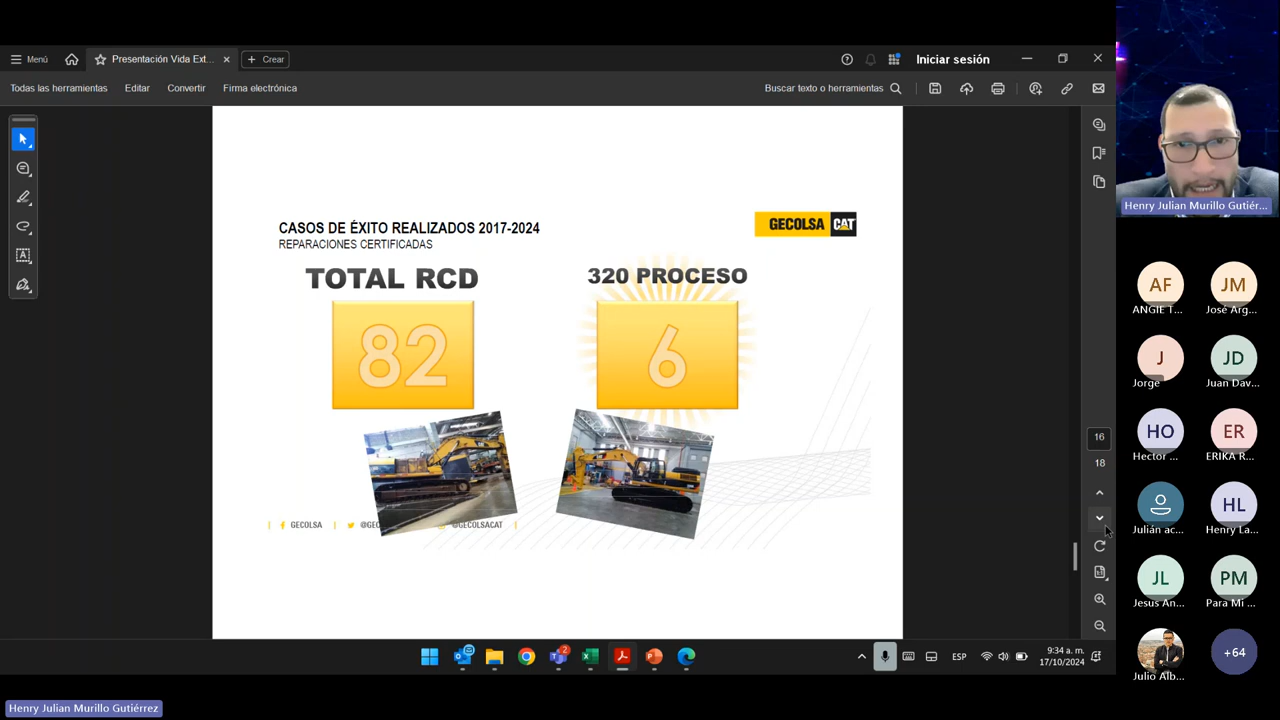 Menú
Presentación Vida Ext...
Crear
Iniciar sesión
Todas las herramientas
Editar
Convertir
Firma electrónica
Buscar texto o herramientas
CASOS DE ÉXITO REALIZADOS 2017-2024
REPARACIONES CERTIFICADAS
GECOLSA CAT
TOTAL RCD
320 PROCESO
82
6
GECOLSA
@GEC
@GECOLSACAT
16
18
2
ESP
9:34 a. m.
17/10/2024
Henry Julian Murillo Gutiér...
AF
ANGIE T...
JM
José Arg...
J
Jorge
JD
Juan Dav...
HO
Hector ...
ER
ERIKA R...
Julián ac...
HL
Henry La...
JL
Jesus An...
PM
Para Mi ...
Julio Alb...
+64
Henry Julian Murillo Gutiérrez